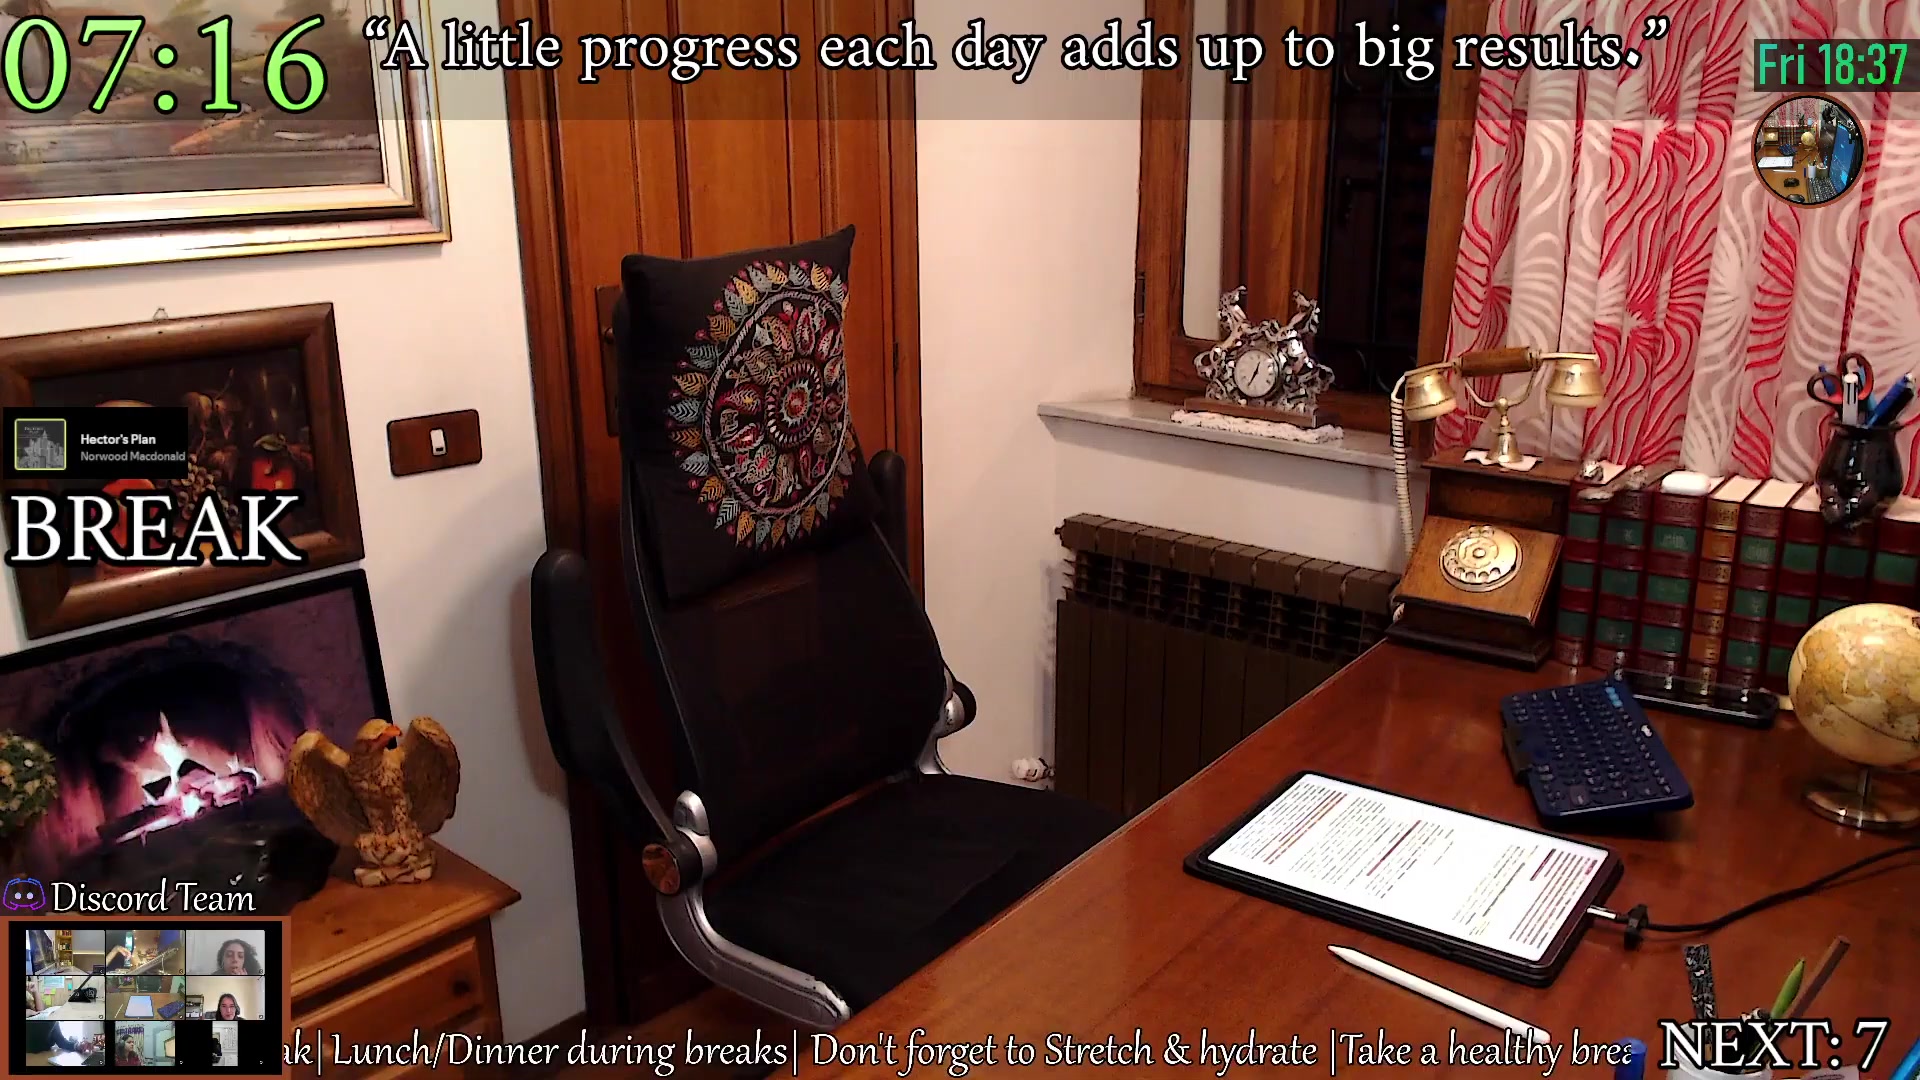 07:16
“A little progress each day adds up to big results.”
Fri 18:37
Hector's Plan
Norwood Macdonald
BREAK
Discord Team
ak| Lunch/Dinner during breaks| Don't forget to Stretch & hydrate |Take a healthy brea
NEXT: 7